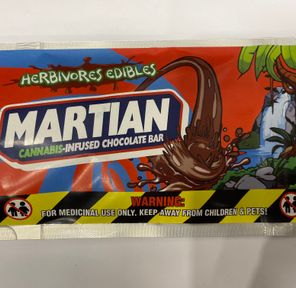 HERBIVORES EDIBLES
MARTIAN
CANNABIS-INFUSED CHOCOLATE BAR
WARNING:
FOR MEDICINAL USE ONLY. KEEP AWAY FROM CHILDREN & PETS!